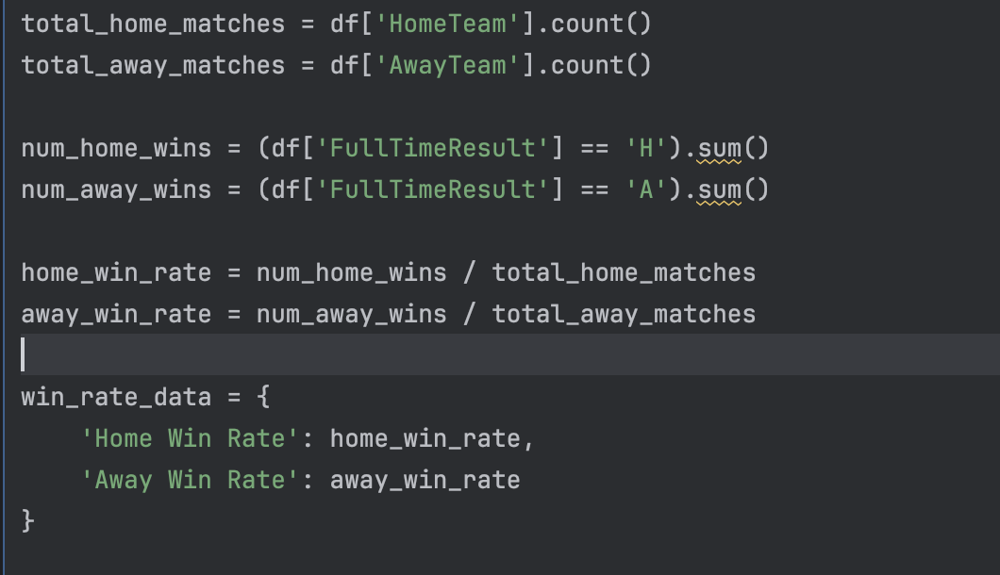 total_home_matches = df['HomeTeam'].count()
total_away_matches = df['AwayTeam'].count()
num_home_wins = (df['FullTimeResult'] == 'H').sum()
num_away_wins = (df['FullTimeResult'] == 'A').sum()
home_win_rate = num_home_wins / total_home_matches
away_win_rate = num_away_wins / total_away_matches
win_rate_data = {
    'Home Win Rate': home_win_rate,
    'Away Win Rate': away_win_rate
}